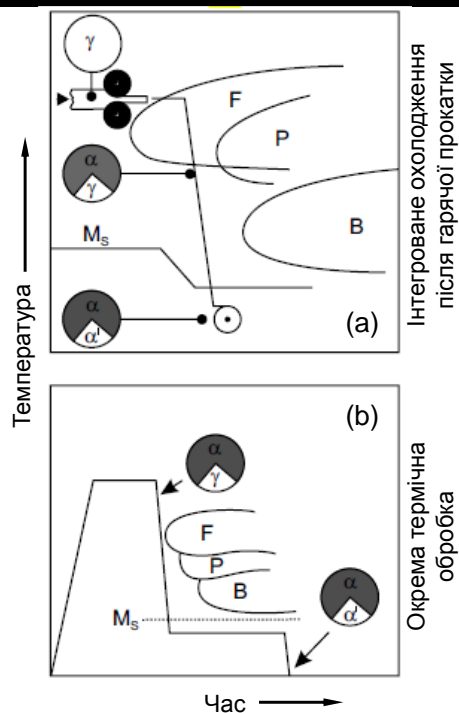 γ
F
P
α
γ
Ms
B
α
α'
(a)
Температура
Інтегроване охолодження
після гарячої прокатки
(b)
α
γ
F
P
B
α
α'
Ms
Окрема термічна
обробка
Час